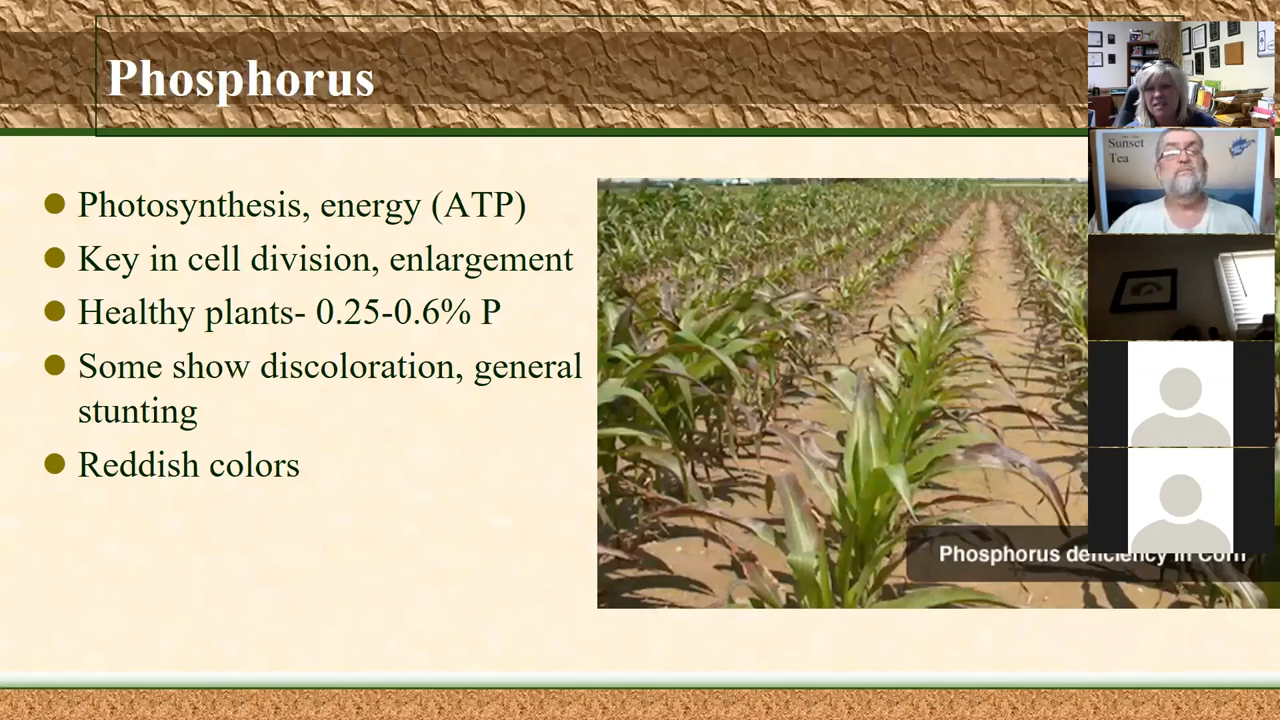 Phosphorus
Photosynthesis, energy (ATP)
Key in cell division, enlargement
Healthy plants- 0.25-0.6% P
Some show discoloration, general
stunting
Reddish colors
Phosphorus deficiency in Corn
Sunset
Tea